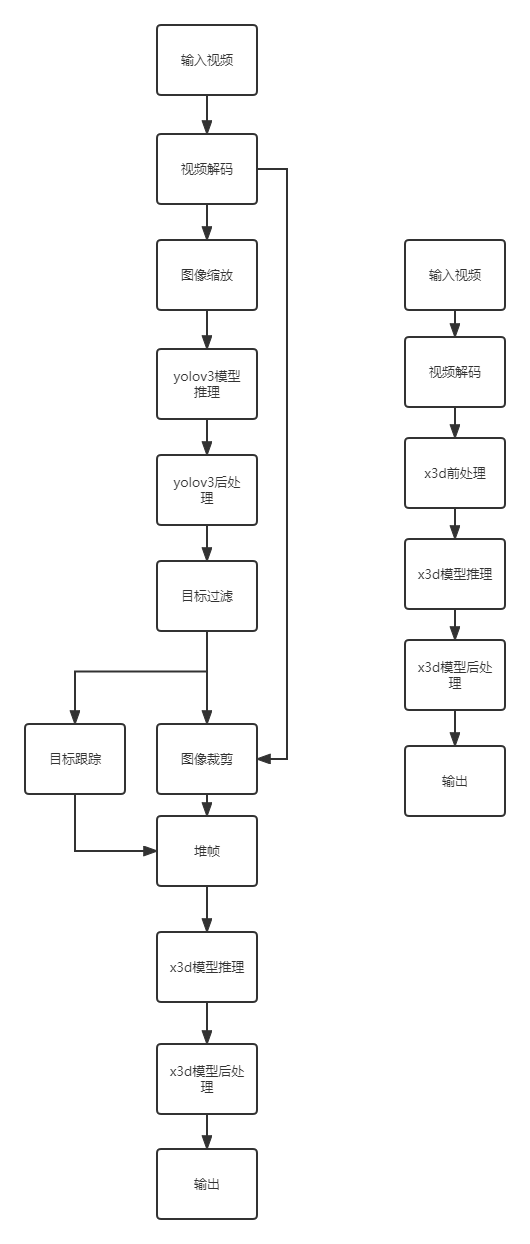 输入视频
视频解码
图像缩放
yolov3模型
推理
yolov3后处
理
目标过滤
目标跟踪
图像裁剪
堆帧
x3d模型推理
x3d模型后处
理
输出
输入视频
视频解码
x3d前处理
x3d模型推理
x3d模型后处
理
输出